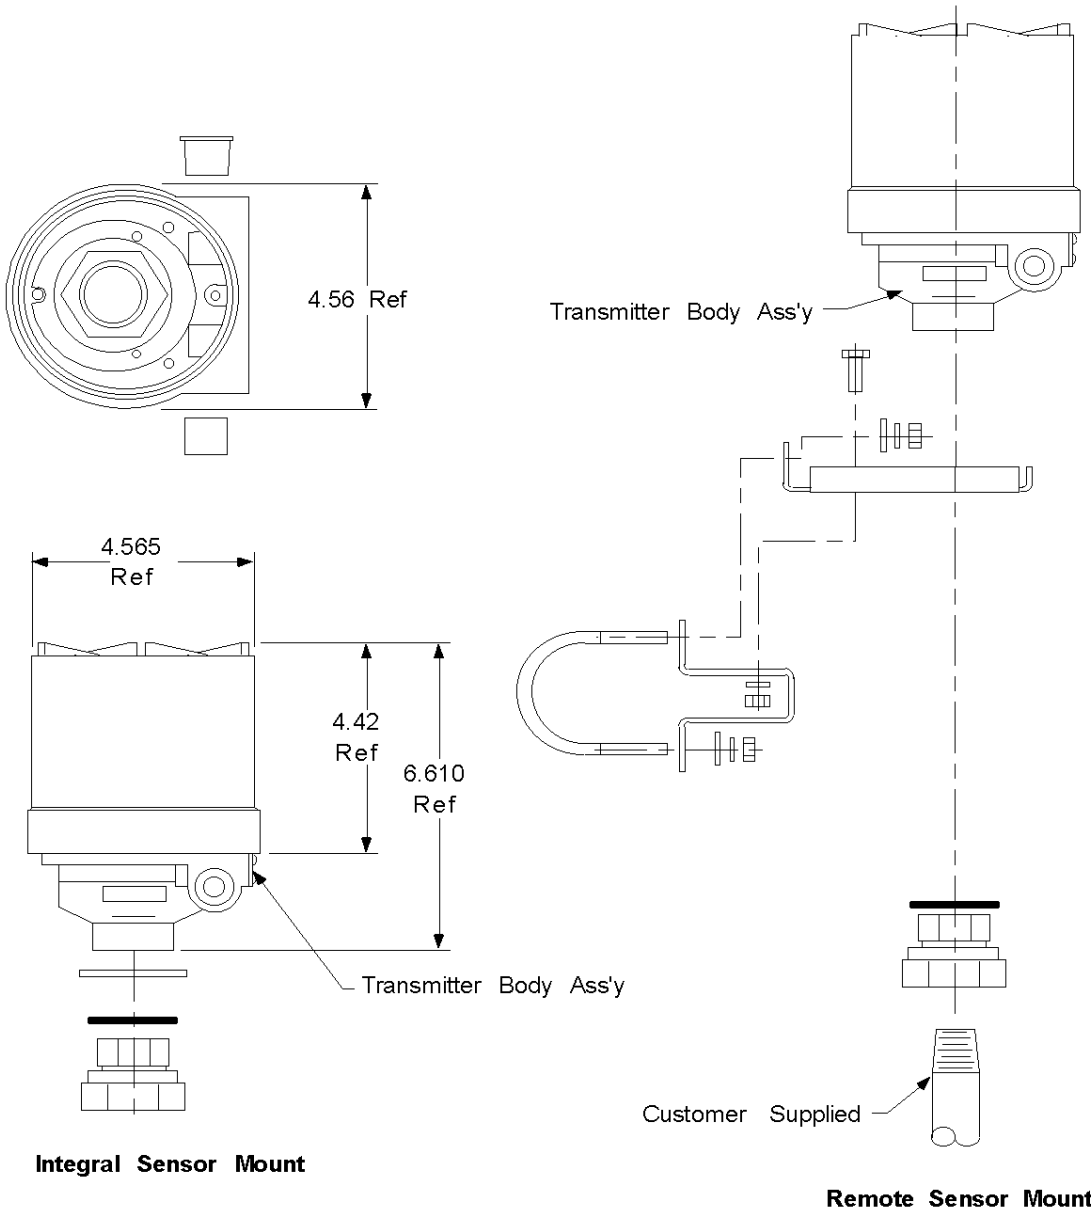 4.56 Ref
Transmitter Body Ass'y
4.565
Ref
4.42
Ref
6.610
Ref
Transmitter Body Ass'y
Customer Supplied
Integral Sensor Mount
Remote Sensor Mount